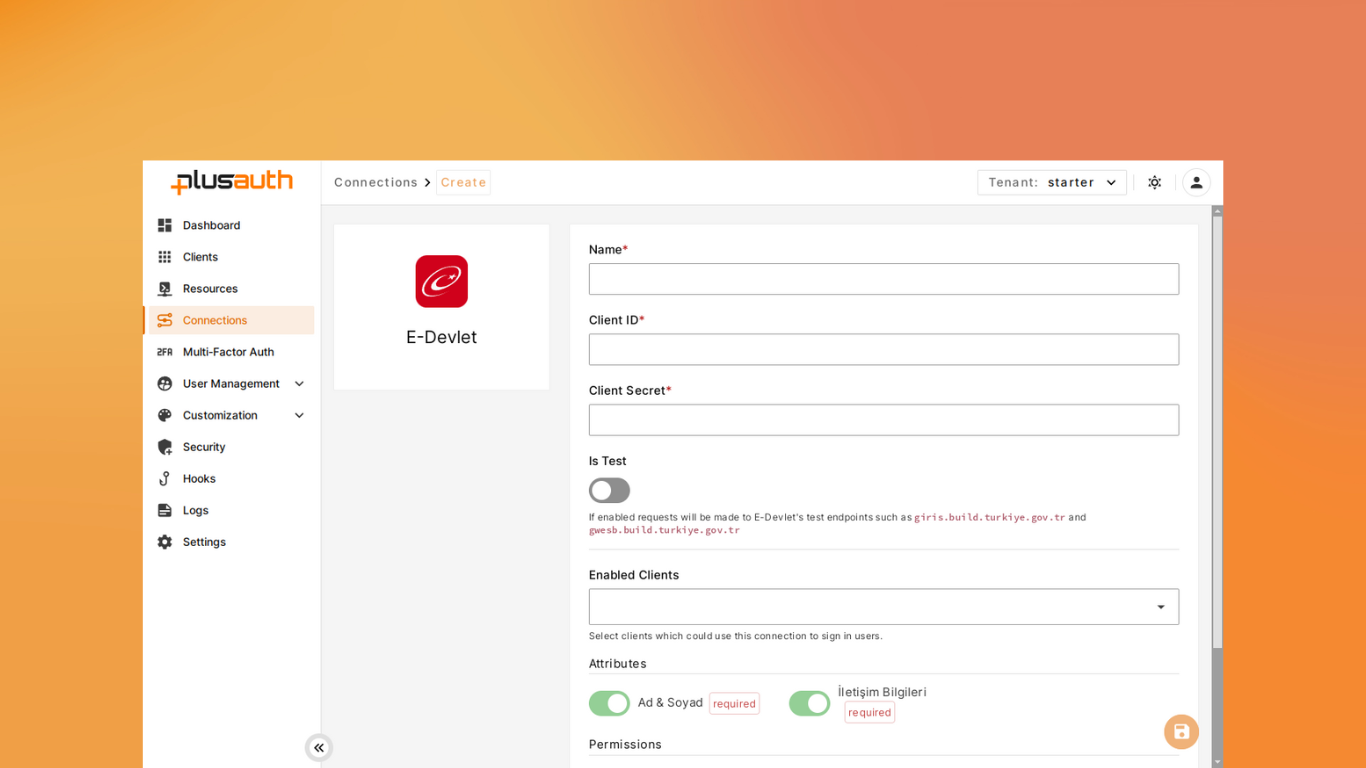 plusauth
Connections Create
Tenant: starter
Dashboard
Clients
Resources
Connections
2FA Multi-Factor Auth
User Management
Customization
Security
Hooks
Logs
Settings
E-Devlet
Name*
Client ID*
Client Secret*
Is Test
If enabled requests will be made to E-Devlet's test endpoints such as giris.build.turkiye.gov.tr and
gwesb.build.turkiye.gov.tr
Enabled Clients
Select clients which could use this connection to sign in users.
Attributes
Ad & Soyad required
İletişim Bilgileri
required
Permissions